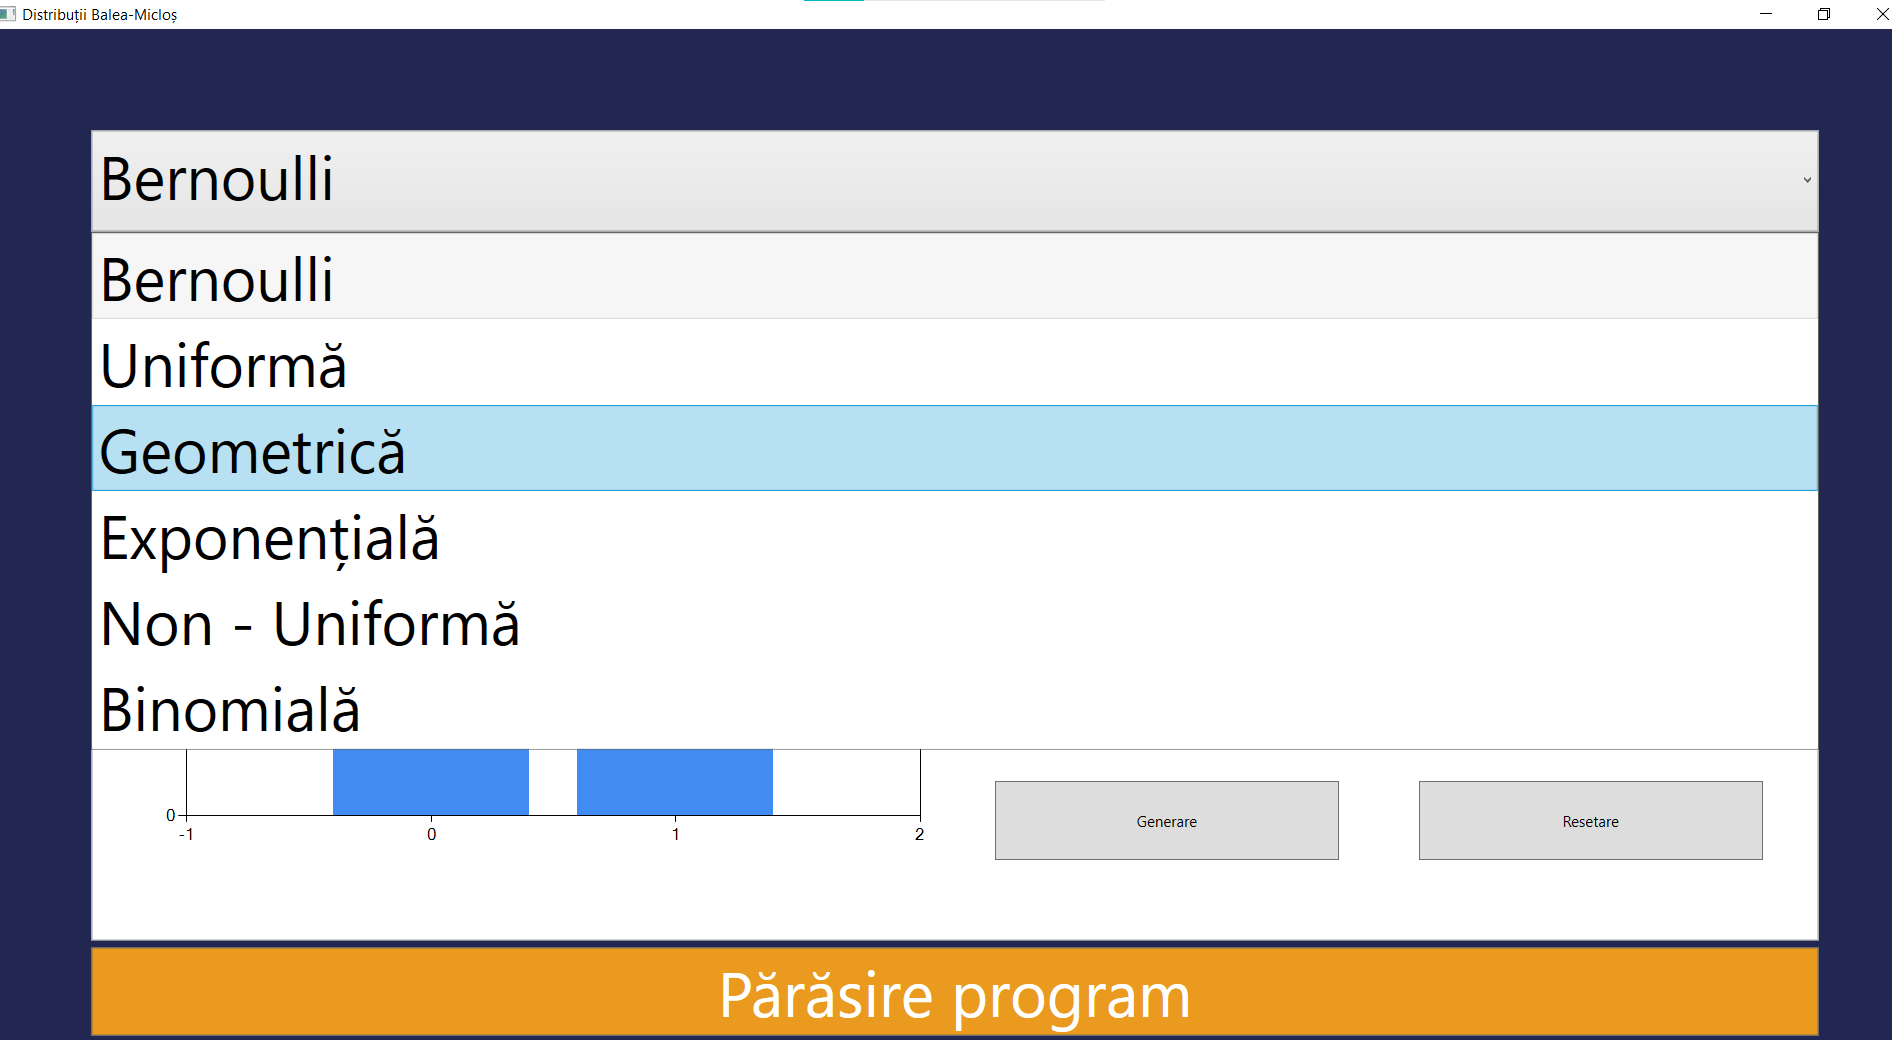 Distribuții Balea-Micloș
Bernoulli
Bernoulli
Uniformă
Geometrică
Exponențială
Non - Uniformă
Binomială
0
-1 0 1 2
Generare Resetare
Părăsire program